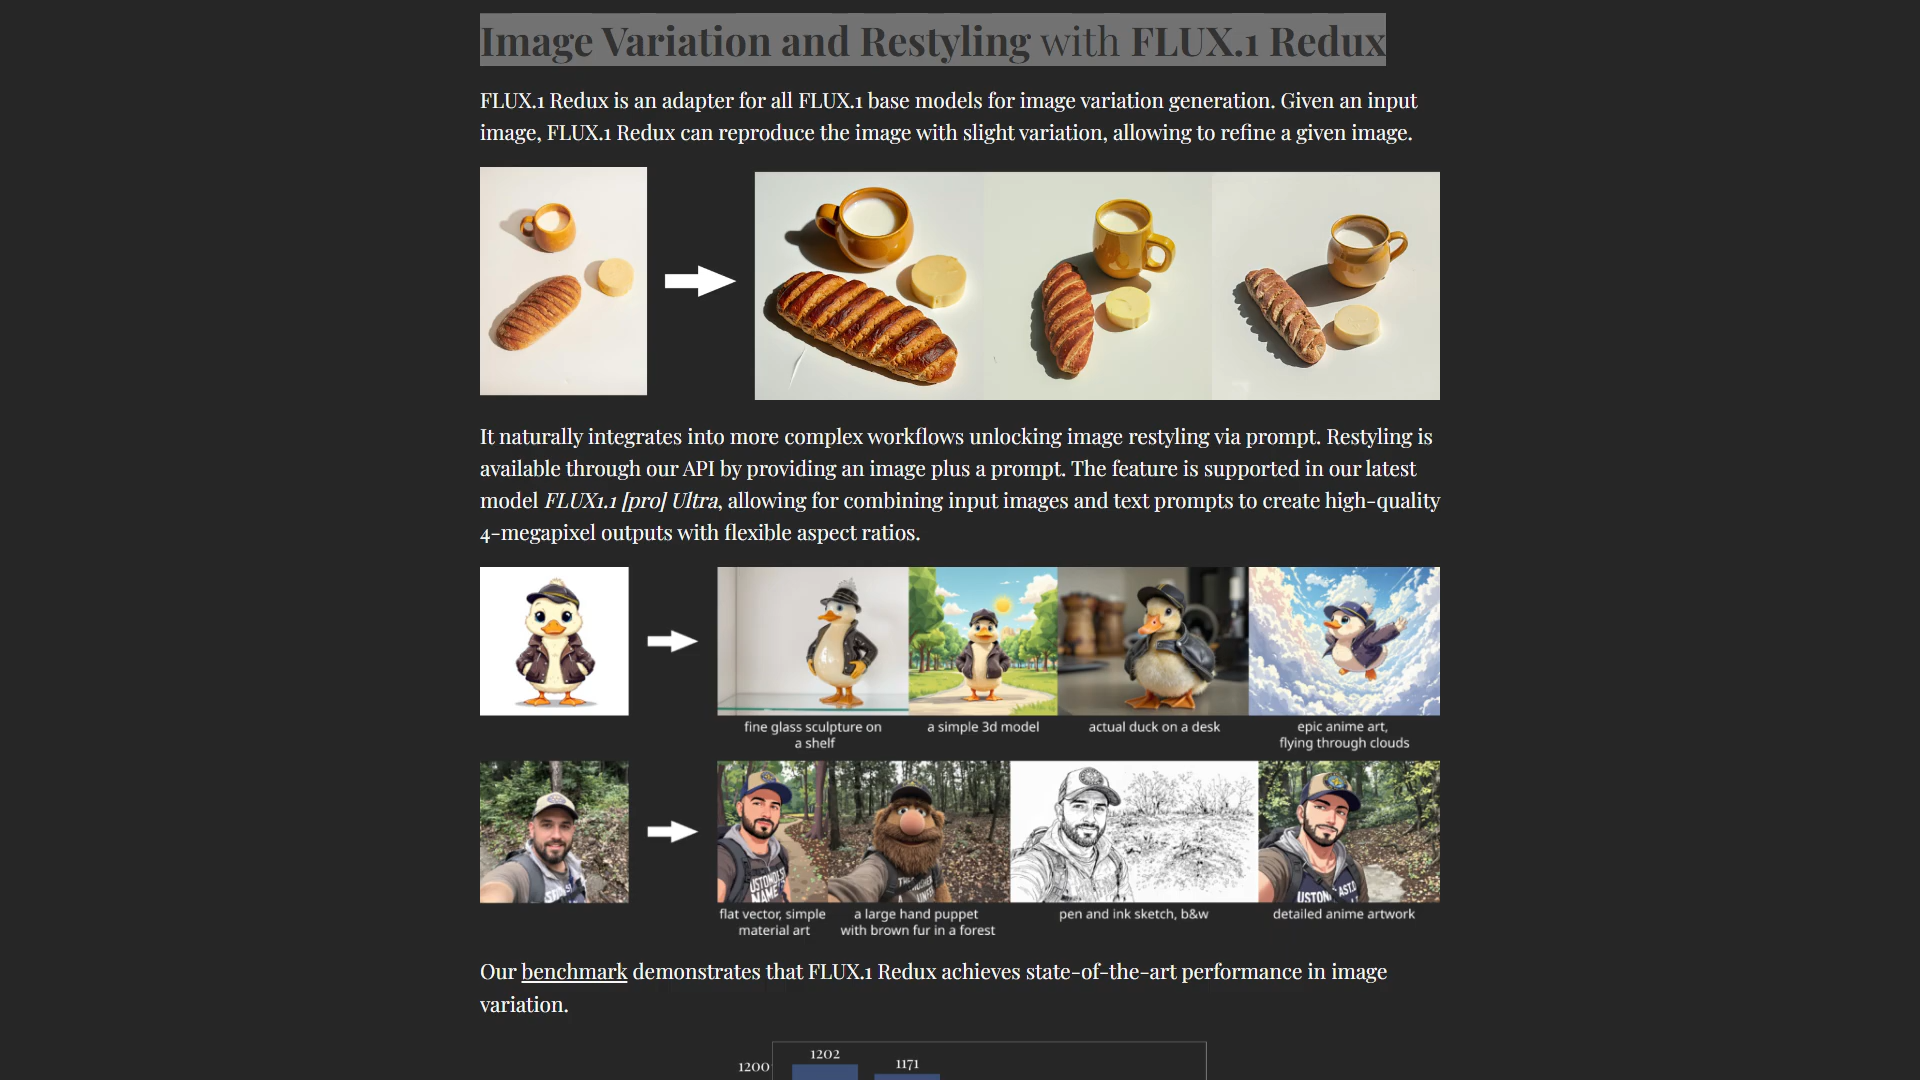 Image Variation and Restyling with FLUX.1 Redux
FLUX.1 Redux is an adapter for all FLUX.1 base models for image variation generation. Given an input
image, FLUX.1 Redux can reproduce the image with slight variation, allowing to refine a given image.
It naturally integrates into more complex workflows unlocking image restyling via prompt. Restyling is
available through our API by providing an image plus a prompt. The feature is supported in our latest
model FLUX1.1 [pro] Ultra, allowing for combining input images and text prompts to create high-quality
4-megapixel outputs with flexible aspect ratios.
fine glass sculpture on
a shelf
a simple 3d model
actual duck on a desk
epic anime art,
flying through clouds
flat vector, simple
material art
a large hand puppet
with brown fur in a forest
pen and ink sketch, b&w
detailed anime artwork
Our benchmark demonstrates that FLUX.1 Redux achieves state-of-the-art performance in image
variation.
1200
1202
1171